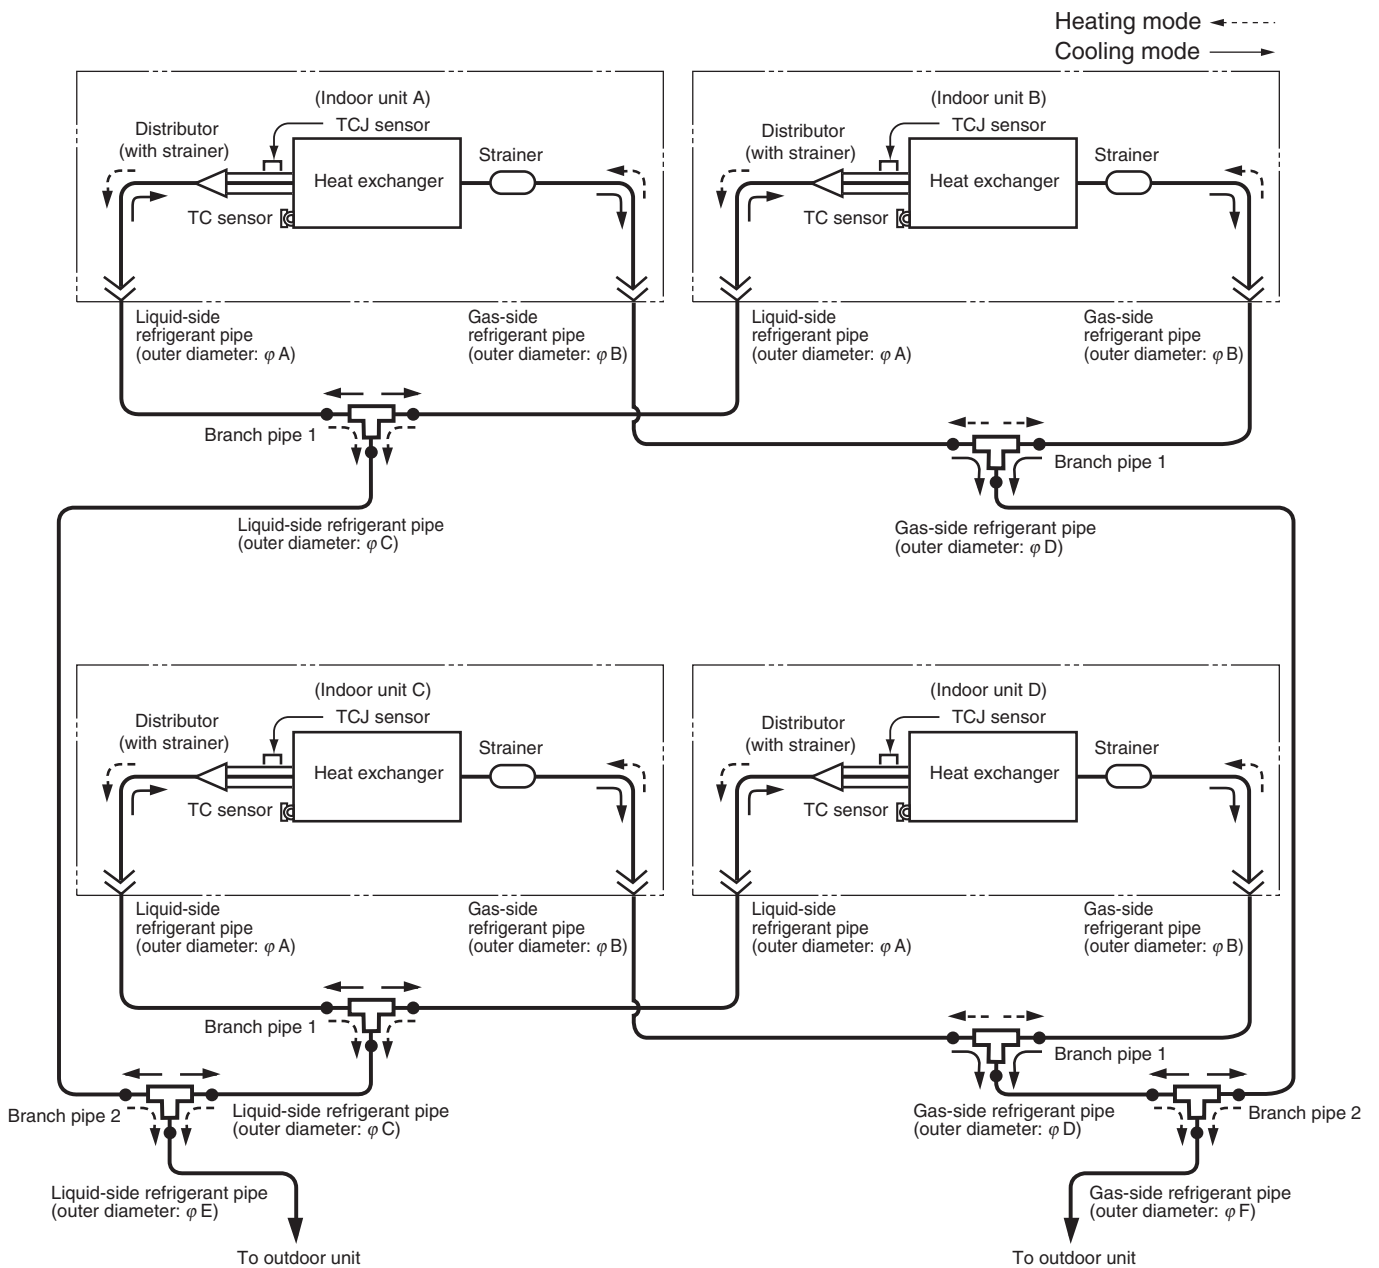 Heating mode
Cooling mode
(Indoor unit A)
TCJ sensor
Distributor
(with strainer)
Strainer
Heat exchanger
TC sensor
Liquid-side
refrigerant pipe
(outer diameter: φ A)
Gas-side
refrigerant pipe
(outer diameter: φ B)
(Indoor unit B)
TCJ sensor
Distributor
(with strainer)
Strainer
Heat exchanger
TC sensor
Liquid-side
refrigerant pipe
(outer diameter: φ A)
Gas-side
refrigerant pipe
(outer diameter: φ B)
Branch pipe 1
Branch pipe 1
Liquid-side refrigerant pipe
(outer diameter: φ C)
Gas-side refrigerant pipe
(outer diameter: φ D)
(Indoor unit C)
TCJ sensor
Distributor
(with strainer)
Strainer
Heat exchanger
TC sensor
Liquid-side
refrigerant pipe
(outer diameter: φ A)
Gas-side
refrigerant pipe
(outer diameter: φ B)
(Indoor unit D)
TCJ sensor
Distributor
(with strainer)
Strainer
Heat exchanger
TC sensor
Liquid-side
refrigerant pipe
(outer diameter: φ A)
Gas-side
refrigerant pipe
(outer diameter: φ B)
Branch pipe 1
Branch pipe 1
Branch pipe 2
Liquid-side refrigerant pipe
(outer diameter: φ C)
Gas-side refrigerant pipe
(outer diameter: φ D)
Branch pipe 2
Liquid-side refrigerant pipe
(outer diameter: φ E)
Gas-side refrigerant pipe
(outer diameter: φ F)
To outdoor unit
To outdoor unit